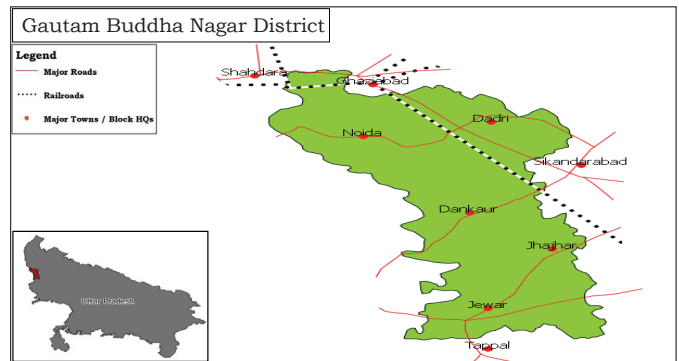 Gautam Buddha Nagar District
Legend
Major Roads
Railroads
Major Towns / Block HQs
Shahdara
Ghaziabad
Noida
Dadri
Sikandarabad
Dankaur
Jhajhar
Jewar
Tappal
Uttar Pradesh